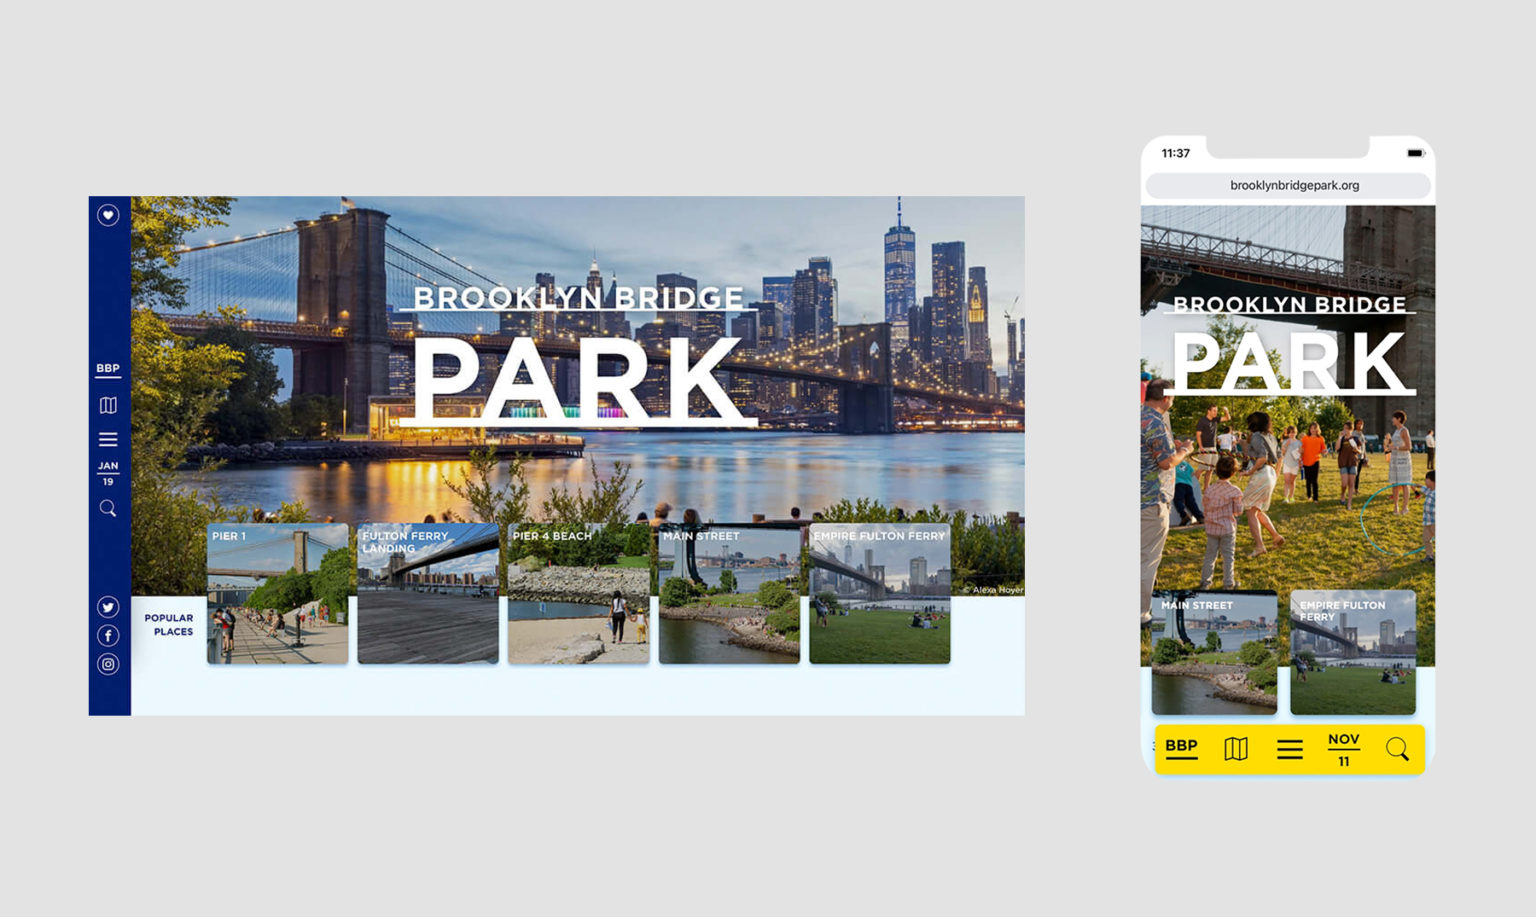 BBP
JAN
19
BROOKLYN BRIDGE
PARK
PIER 1
FULTON FERRY
LANDING
PIER 4 BEACH
MAIN STREET
EMPIRE FULTON FERRY
© Alexa Hoyer
POPULAR
PLACES
11:37
brooklynbridgepark.org
BROOKLYN BRIDGE
PARK
MAIN STREET
EMPIRE FULTON
FERRY
BBP
NOV
11